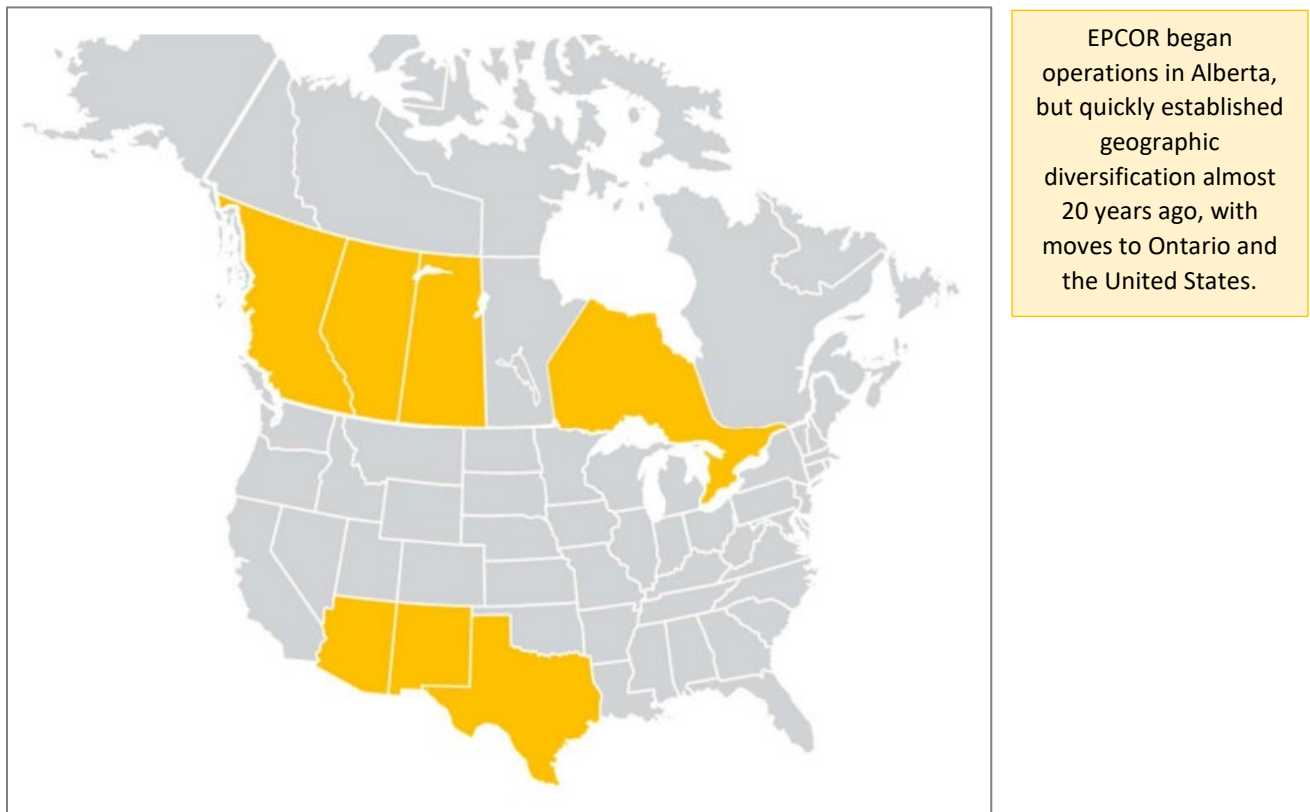 EPCOR began
operations in Alberta,
but quickly established
geographic
diversification almost
20 years ago, with
moves to Ontario and
the United States.